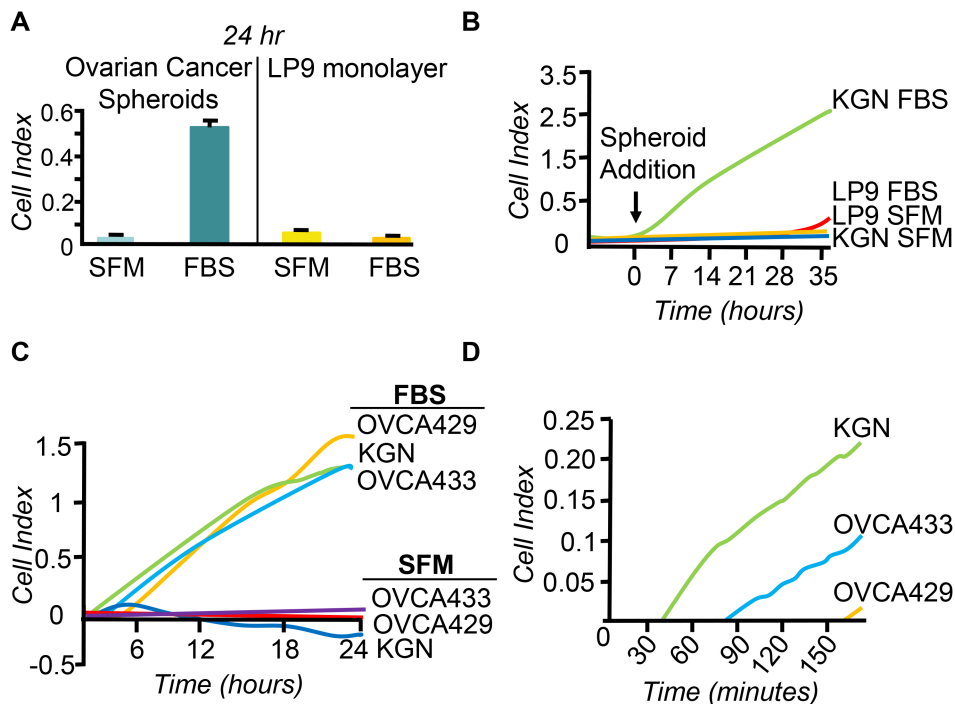 A
24 hr
Ovarian Cancer Spheroids
LP9 monolayer
Cell Index
0.6
0.4
0.2
0
SFM
FBS
SFM
FBS
B
Cell Index
3.5
2.5
1.5
0.5
0
Spheroid
Addition
KGN FBS
LP9 FBS
LP9 SFM
KGN SFM
0 7 14 21 28 35
Time (hours)
C
Cell Index
1.5
1
0.5
0
-0.5
FBS
OVCA429
KGN
OVCA433
SFM
OVCA433
OVCA429
KGN
6 12 18 24
Time (hours)
D
Cell Index
0.25
0.20
0.15
0.1
0.05
0
KGN
OVCA433
OVCA429
30 60 90 120 150
Time (minutes)